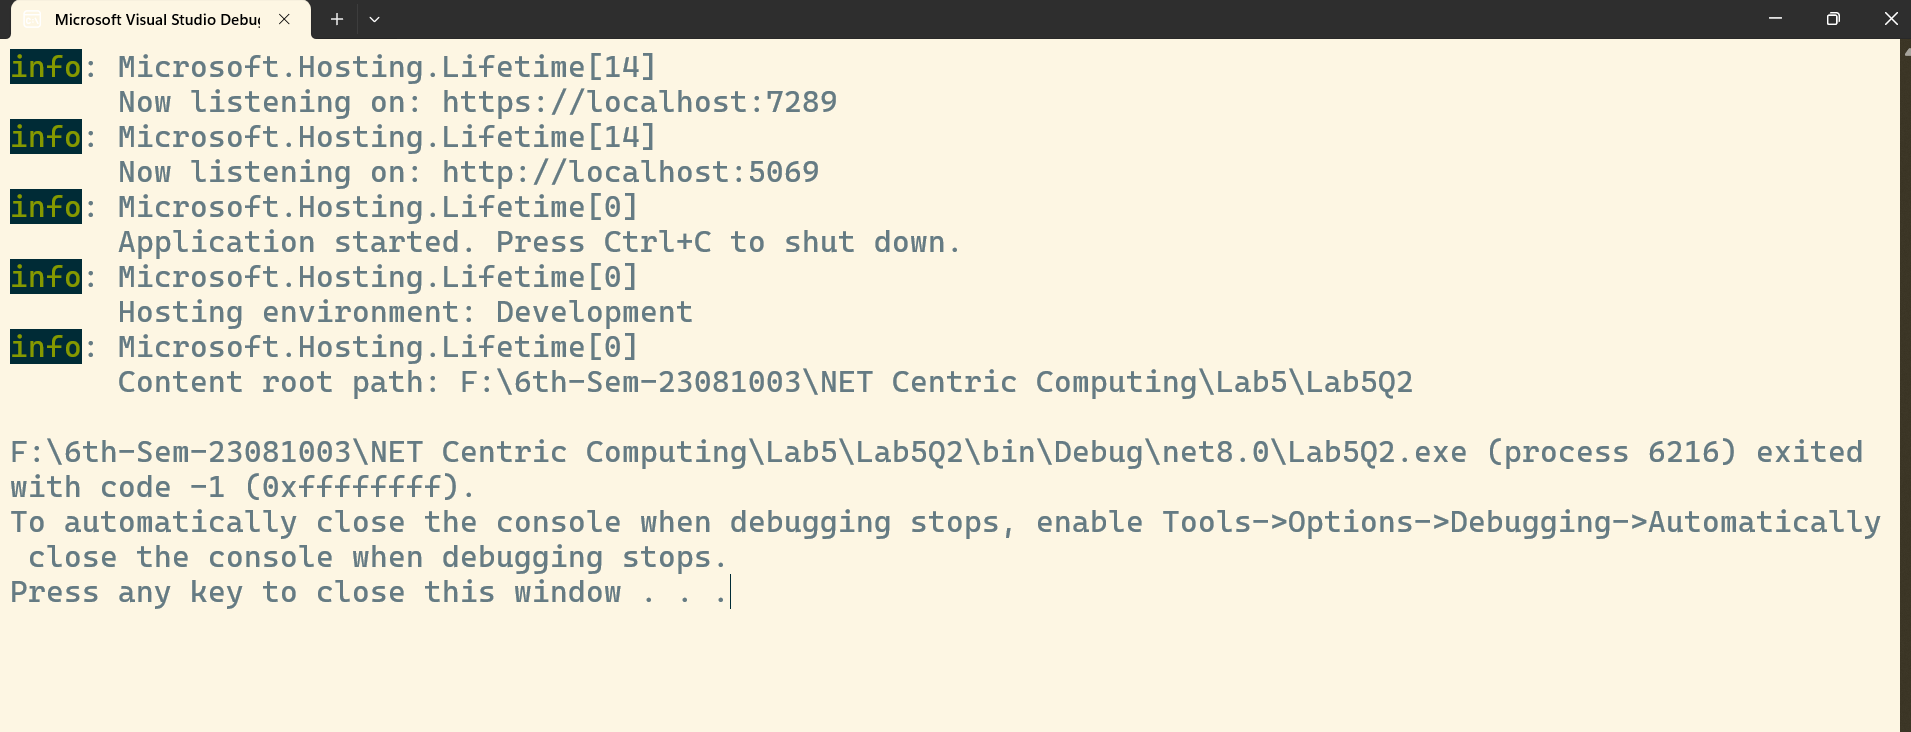 Microsoft Visual Studio Debug
info: Microsoft.Hosting.Lifetime[14]
      Now listening on: https://localhost:7289
info: Microsoft.Hosting.Lifetime[14]
      Now listening on: http://localhost:5069
info: Microsoft.Hosting.Lifetime[0]
      Application started. Press Ctrl+C to shut down.
info: Microsoft.Hosting.Lifetime[0]
      Hosting environment: Development
info: Microsoft.Hosting.Lifetime[0]
      Content root path: F:\6th-Sem-23081003\NET Centric Computing\Lab5\Lab5Q2
F:\6th-Sem-23081003\NET Centric Computing\Lab5\Lab5Q2\bin\Debug\net8.0\Lab5Q2.exe (process 6216) exited
with code -1 (0xffffffff).
To automatically close the console when debugging stops, enable Tools->Options->Debugging->Automatically
 close the console when debugging stops.
Press any key to close this window . . .